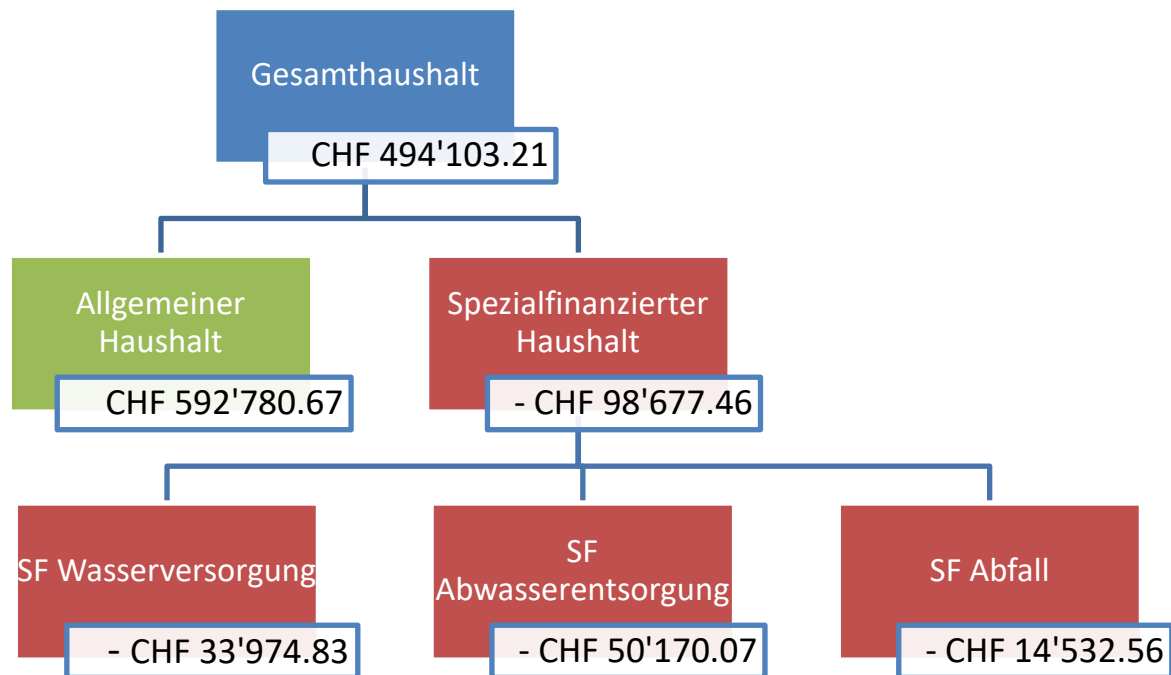 Gesamthaushalt
CHF 494'103.21
Allgemeiner
Haushalt
CHF 592'780.67
Spezialfinanzierter
Haushalt
- CHF 98'677.46
SF Wasserversorgung
- CHF 33'974.83
SF
Abwasserentsorgung
- CHF 50'170.07
SF Abfall
- CHF 14'532.56